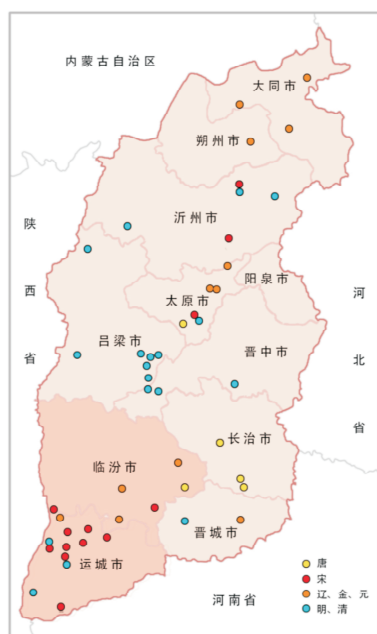 内蒙古自治区
大同市
朔州市
忻州市
陕西省
阳泉市
太原市
河北省
吕梁市
晋中市
长治市
临汾市
晋城市
运城市
河南省
唐
宋
辽、金、元
明、清